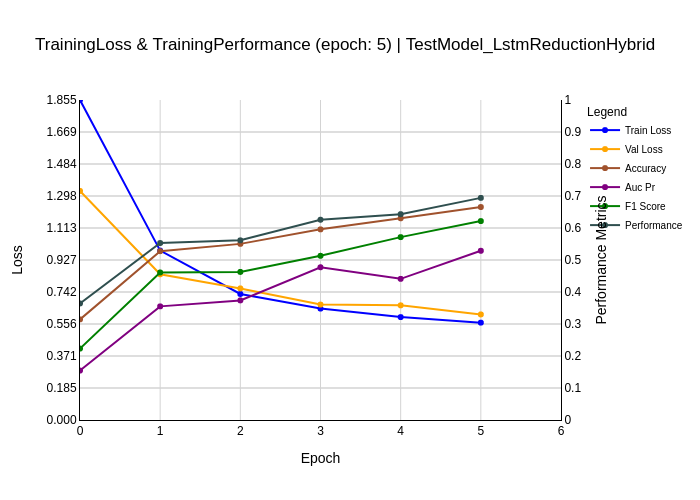 TrainingLoss & TrainingPerformance (epoch: 5) | TestModel_LstmReductionHybrid
Legend
Train Loss
Val Loss
Accuracy
Auc Pr
F1 Score
Performance
Loss
1.855
1.669
1.484
1.298
1.113
0.927
0.742
0.556
0.371
0.185
0.000
1
0.9
0.8
0.7
0.6
0.5
0.4
0.3
0.2
0.1
0
Performance Metrics
0 1 2 3 4 5 6
Epoch